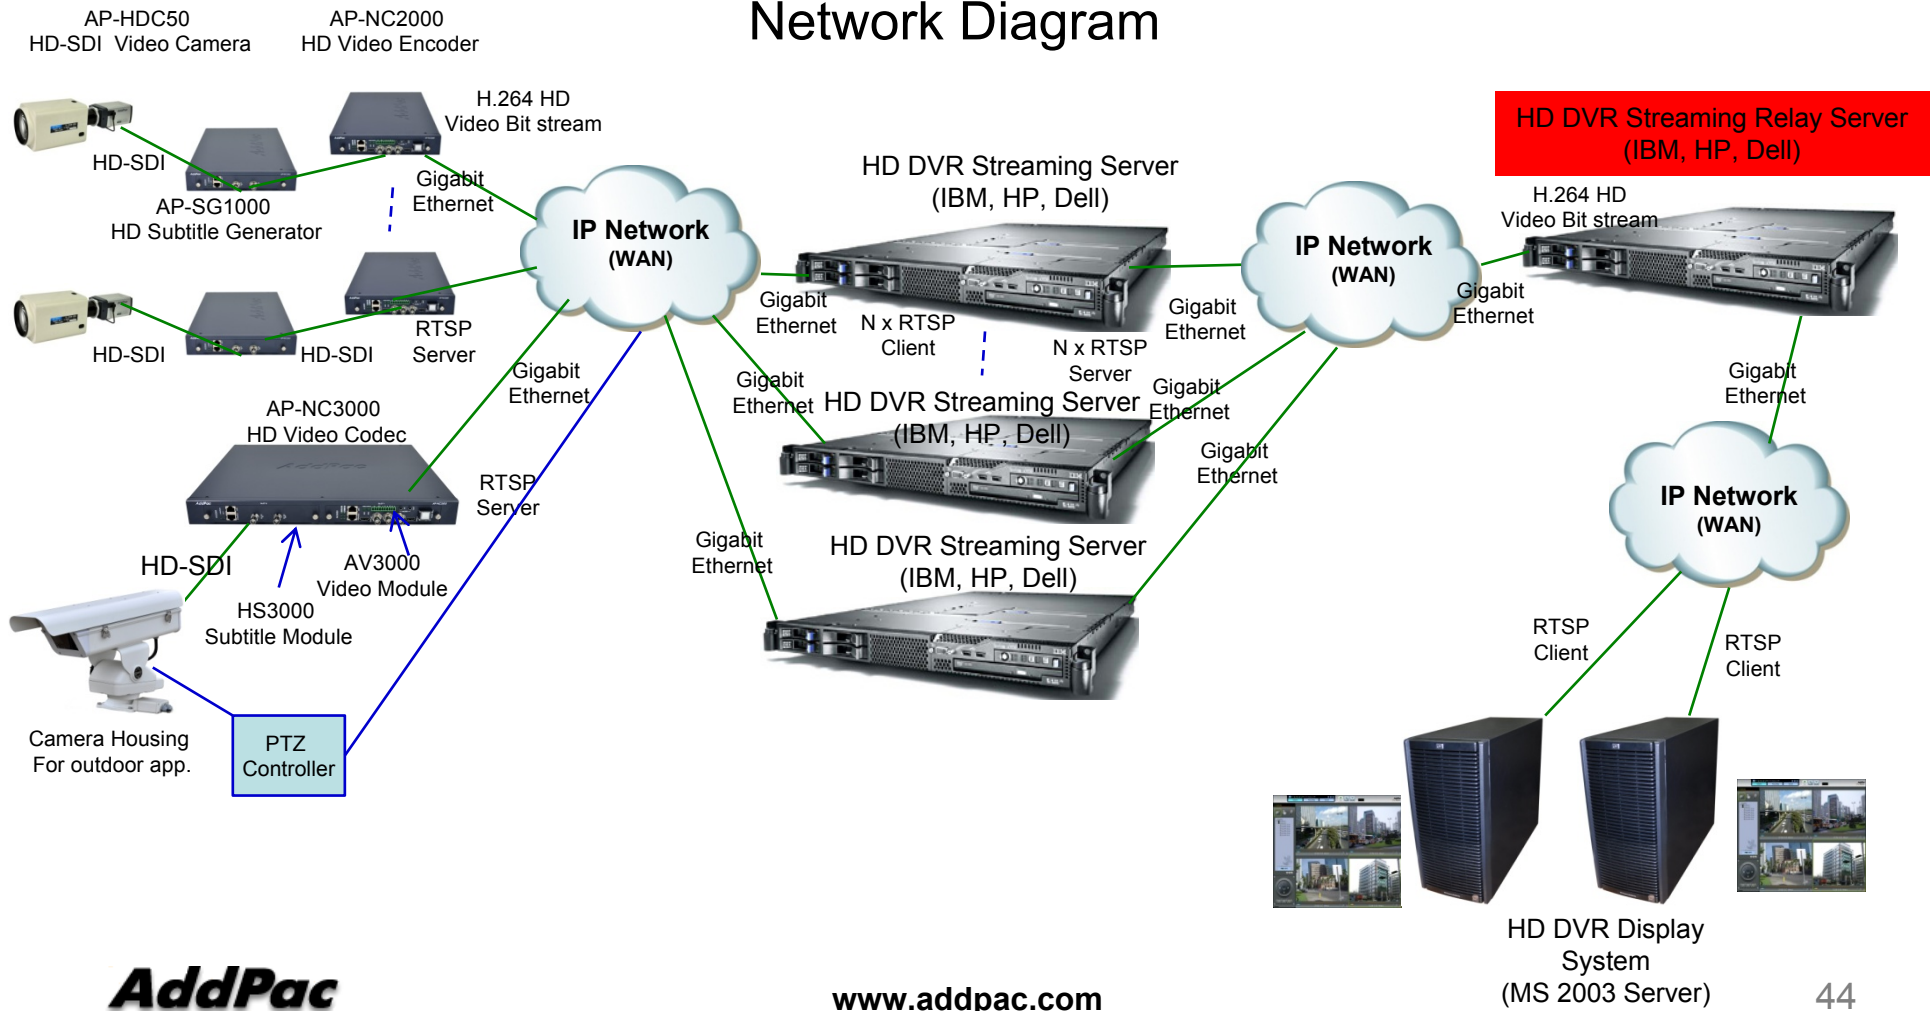 Network Diagram
AP-HDC50
HD-SDI  Video Camera
AP-NC2000
HD Video Encoder
H.264 HD
Video Bit stream
HD-SDI
AP-SG1000
HD Subtitle Generator
Gigabit
Ethernet
HD-SDI
HD-SDI
RTSP
Server
IP Network
(WAN)
Gigabit
Ethernet
AP-NC3000
HD Video Codec
AddPac
RTSP
Server
HD-SDI
AV3000
Video Module
HS3000
Subtitle Module
Camera Housing
For outdoor app.
PTZ
Controller
HD DVR Streaming Server
(IBM, HP, Dell)
Gigabit
Ethernet
N x RTSP
Client
N x RTSP
Server
Gigabit
Ethernet
Gigabit
Ethernet
HD DVR Streaming Server
(IBM, HP, Dell)
Gigabit
Ethernet
Gigabit
Ethernet
Gigabit
Ethernet
HD DVR Streaming Server
(IBM, HP, Dell)
IP Network
(WAN)
Gigabit
Ethernet
HD DVR Streaming Relay Server
(IBM, HP, Dell)
H.264 HD
Video Bit stream
Gigabit
Ethernet
IP Network
(WAN)
RTSP
Client
RTSP
Client
HD DVR Display
System
(MS 2003 Server)
AddPac
www.addpac.com
44